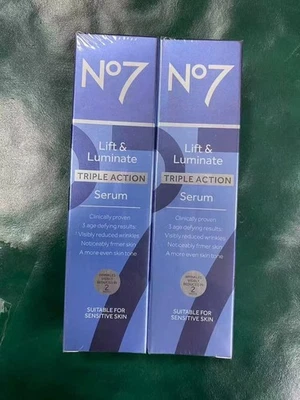 No7
Lift &
Luminate
TRIPLE ACTION
Serum
Clinically proven
3 age defying results
Visibly reduced wrinkles
Noticeably firmer skin
A more even skin tone
2
SUITABLE FOR
SENSITIVE SKIN
No7
Lift &
Luminate
TRIPLE ACTION
Serum
Clinically proven
3 age defying results
Visibly reduced wrinkles
Noticeably firmer skin
A more even skin tone
2
SUITABLE FOR
SENSITIVE SKIN